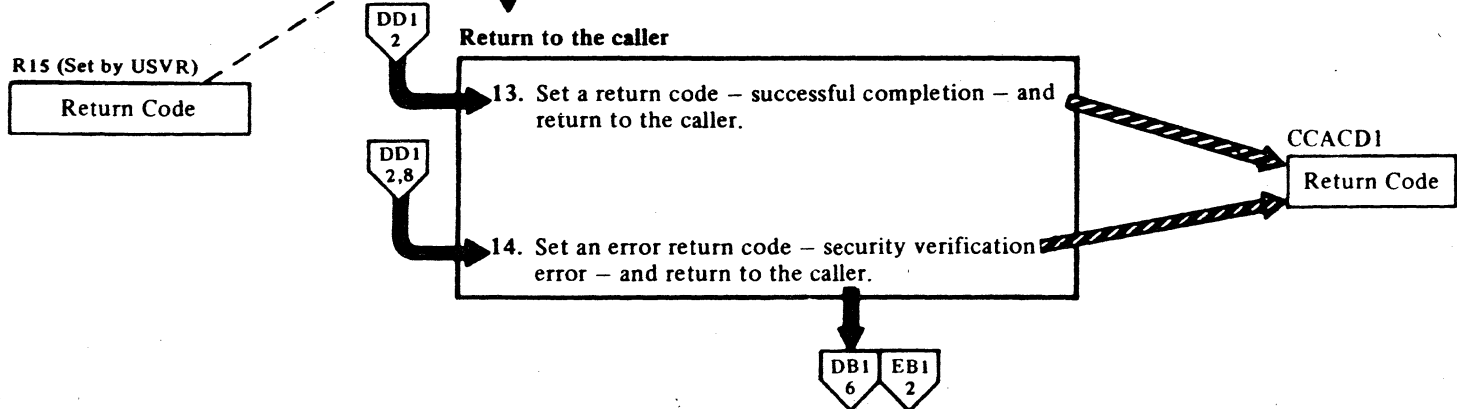 DD1
2
Return to the caller
R15 (Set by USVR)
Return Code
13. Set a return code – successful completion – and
return to the caller.
CCACD1
Return Code
DD1
2,8
14. Set an error return code – security verification
error – and return to the caller.
DB1
6
EB1
2